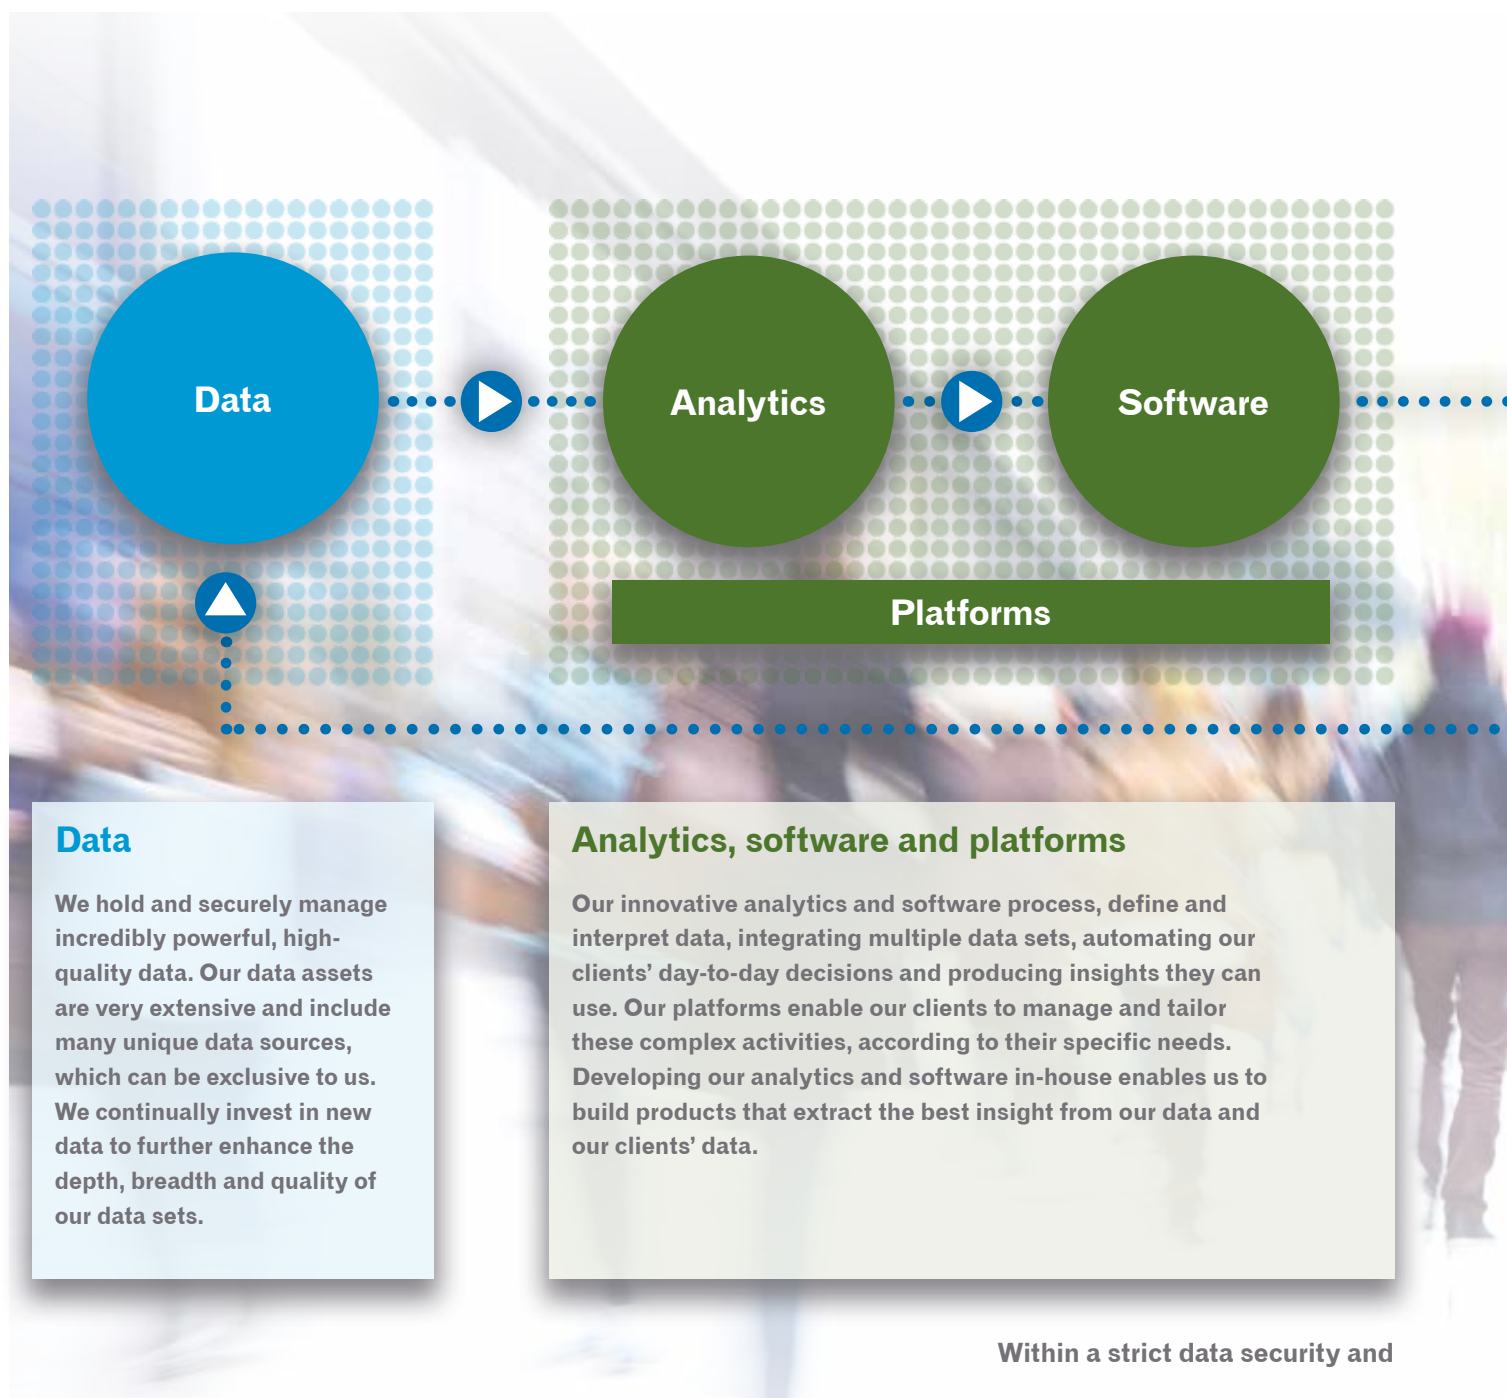 Data
Analytics
Software
Platforms
Data
We hold and securely manage
incredibly powerful, high-
quality data. Our data assets
are very extensive and include
many unique data sources,
which can be exclusive to us.
We continually invest in new
data to further enhance the
depth, breadth and quality of
our data sets.
Analytics, software and platforms
Our innovative analytics and software process, define and
interpret data, integrating multiple data sets, automating our
clients’ day-to-day decisions and producing insights they can
use. Our platforms enable our clients to manage and tailor
these complex activities, according to their specific needs.
Developing our analytics and software in-house enables us to
build products that extract the best insight from our data and
our clients’ data.
Within a strict data security and